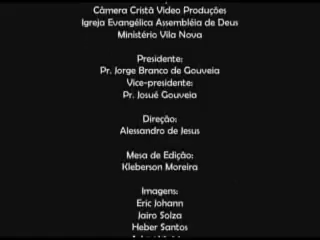 Câmera Cristã Vídeo Produções
Igreja Evangélica Assembléia de Deus
Ministério Vila Nova
Presidente:
Pr. Jorge Branco de Gouveia
Vice-presidente:
Pr. Josué Gouveia
Direção:
Alessandro de Jesus
Mesa de Edição:
Kleberson Moreira
Imagens:
Eric Johann
Jairo Solza
Heber Santos